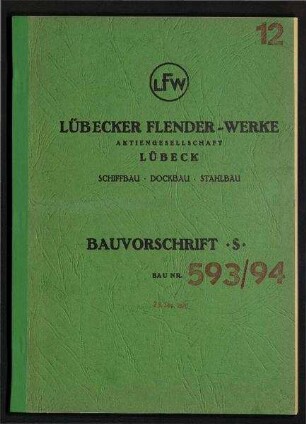 12
LFW
LÜBECKER FLENDER-WERKE
AKTIENGESELLSCHAFT
LÜBECK
SCHIFFBAU · DOCKBAU · STAHLBAU
BAUVORSCHRIFT ·S·
BAU NR. 593/94